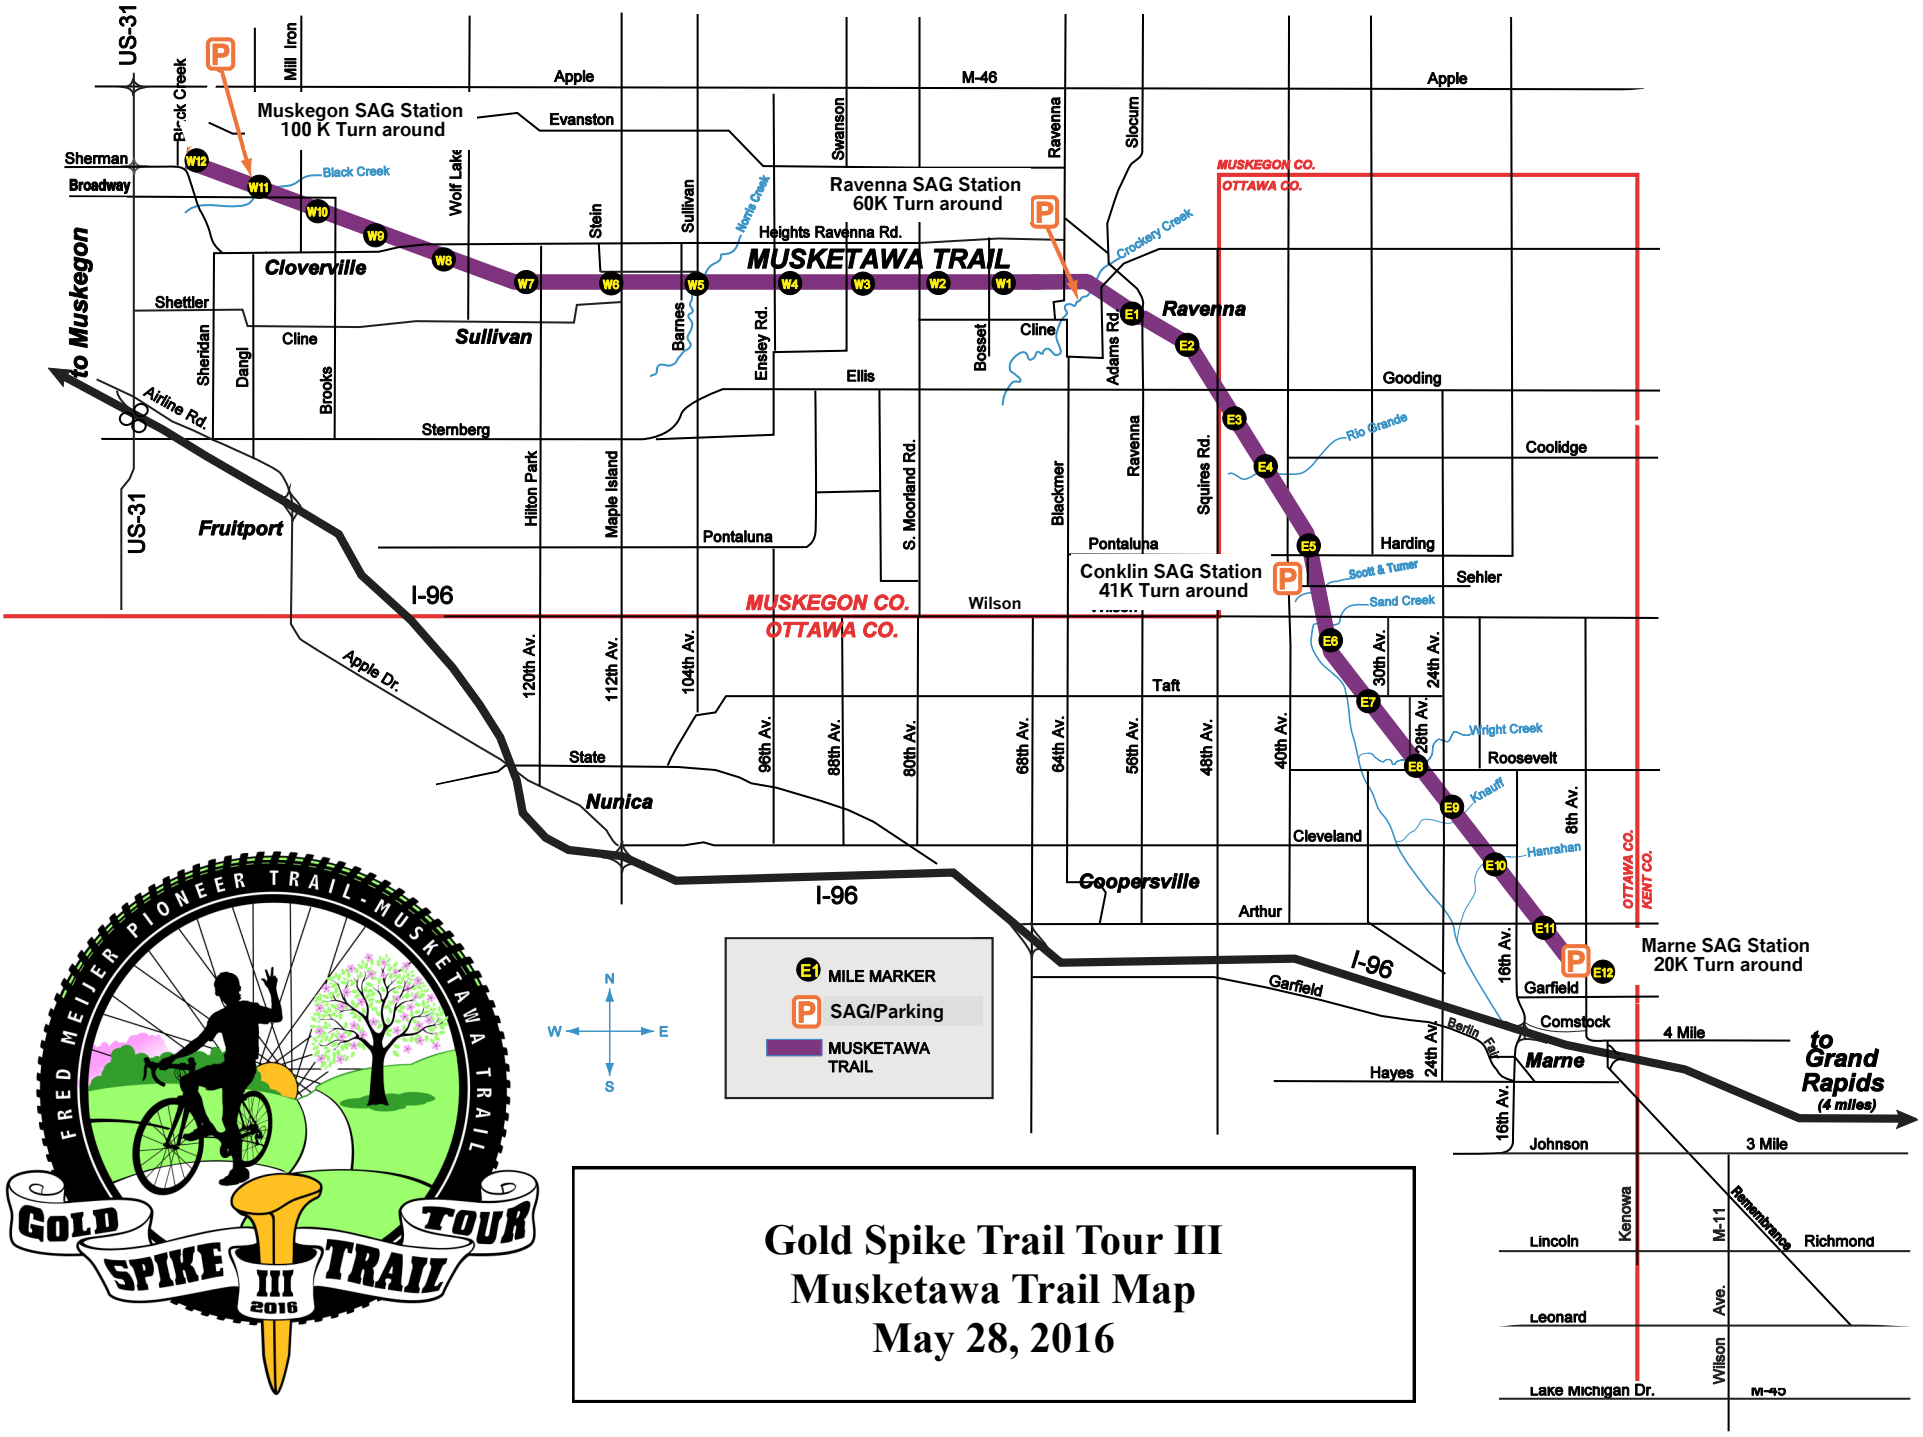 US-31
Black Creek
P
Mill Iron
Apple
M-46
Apple
Muskegon SAG Station
100 K Turn around
Evanston
Swanson
Ravenna
Slocum
Sherman
W12
Broadway
W11
Black Creek
Wolf Lake
MUSKEGON CO.
OTTAWA CO.
Ravenna SAG Station
60K Turn around
P
W10
W9
W8
Stein
Sullivan
Norris Creek
Heights Ravenna Rd.
Crockery Creek
to Muskegon
Cloverville
MUSKETAWA TRAIL
W7
W6
W5
W4
W3
W2
W1
Shettler
E1
Ravenna
Sheridan
Dangl
Cline
Brooks
Sullivan
Barnes
Ensley Rd.
Bosset
Cline
Adams Rd.
E2
Airline Rd.
Ellis
Gooding
E3
Rio Grande
Sternberg
Coolidge
E4
Hilton Park
Maple Island
S. Moorland Rd.
Blackmer
Ravenna
Squires Rd.
US-31
Fruitport
Pontaluna
Pontaluna
E5
Harding
Conklin SAG Station
41K Turn around
P
Scott & Turner
Sehler
I-96
MUSKEGON CO.
OTTAWA CO.
Wilson
Sand Creek
E6
Apple Dr.
120th Av.
112th Av.
104th Av.
30th Av.
24th Av.
Taft
E7
96th Av.
88th Av.
80th Av.
68th Av.
64th Av.
56th Av.
48th Av.
40th Av.
28th Av.
Wright Creek
State
E8
Roosevelt
Nunica
E9
Knauff
8th Av.
Cleveland
Hanrahan
E10
OTTAWA CO.
KENT CO.
I-96
Coopersville
Arthur
E11
16th Av.
P
E12
Marne SAG Station
20K Turn around
I-96
Garfield
Garfield
Comstock
4 Mile
Berlin
Fair
24th Av.
Hayes
Marne
to
Grand
Rapids
(4 miles)
16th Av.
Johnson
3 Mile
Kenowa
M-11
Remembrance
Lincoln
Richmond
Leonard
Wilson Ave.
Lake Michigan Dr.
M-45
E1 MILE MARKER
P SAG/Parking
MUSKETAWA
TRAIL
N
W E
S
FRED MEIJER PIONEER TRAIL-MUSKETAWA TRAIL
GOLD
SPIKE
III
2016
TRAIL
TOUR
Gold Spike Trail Tour III
Musketawa Trail Map
May 28, 2016